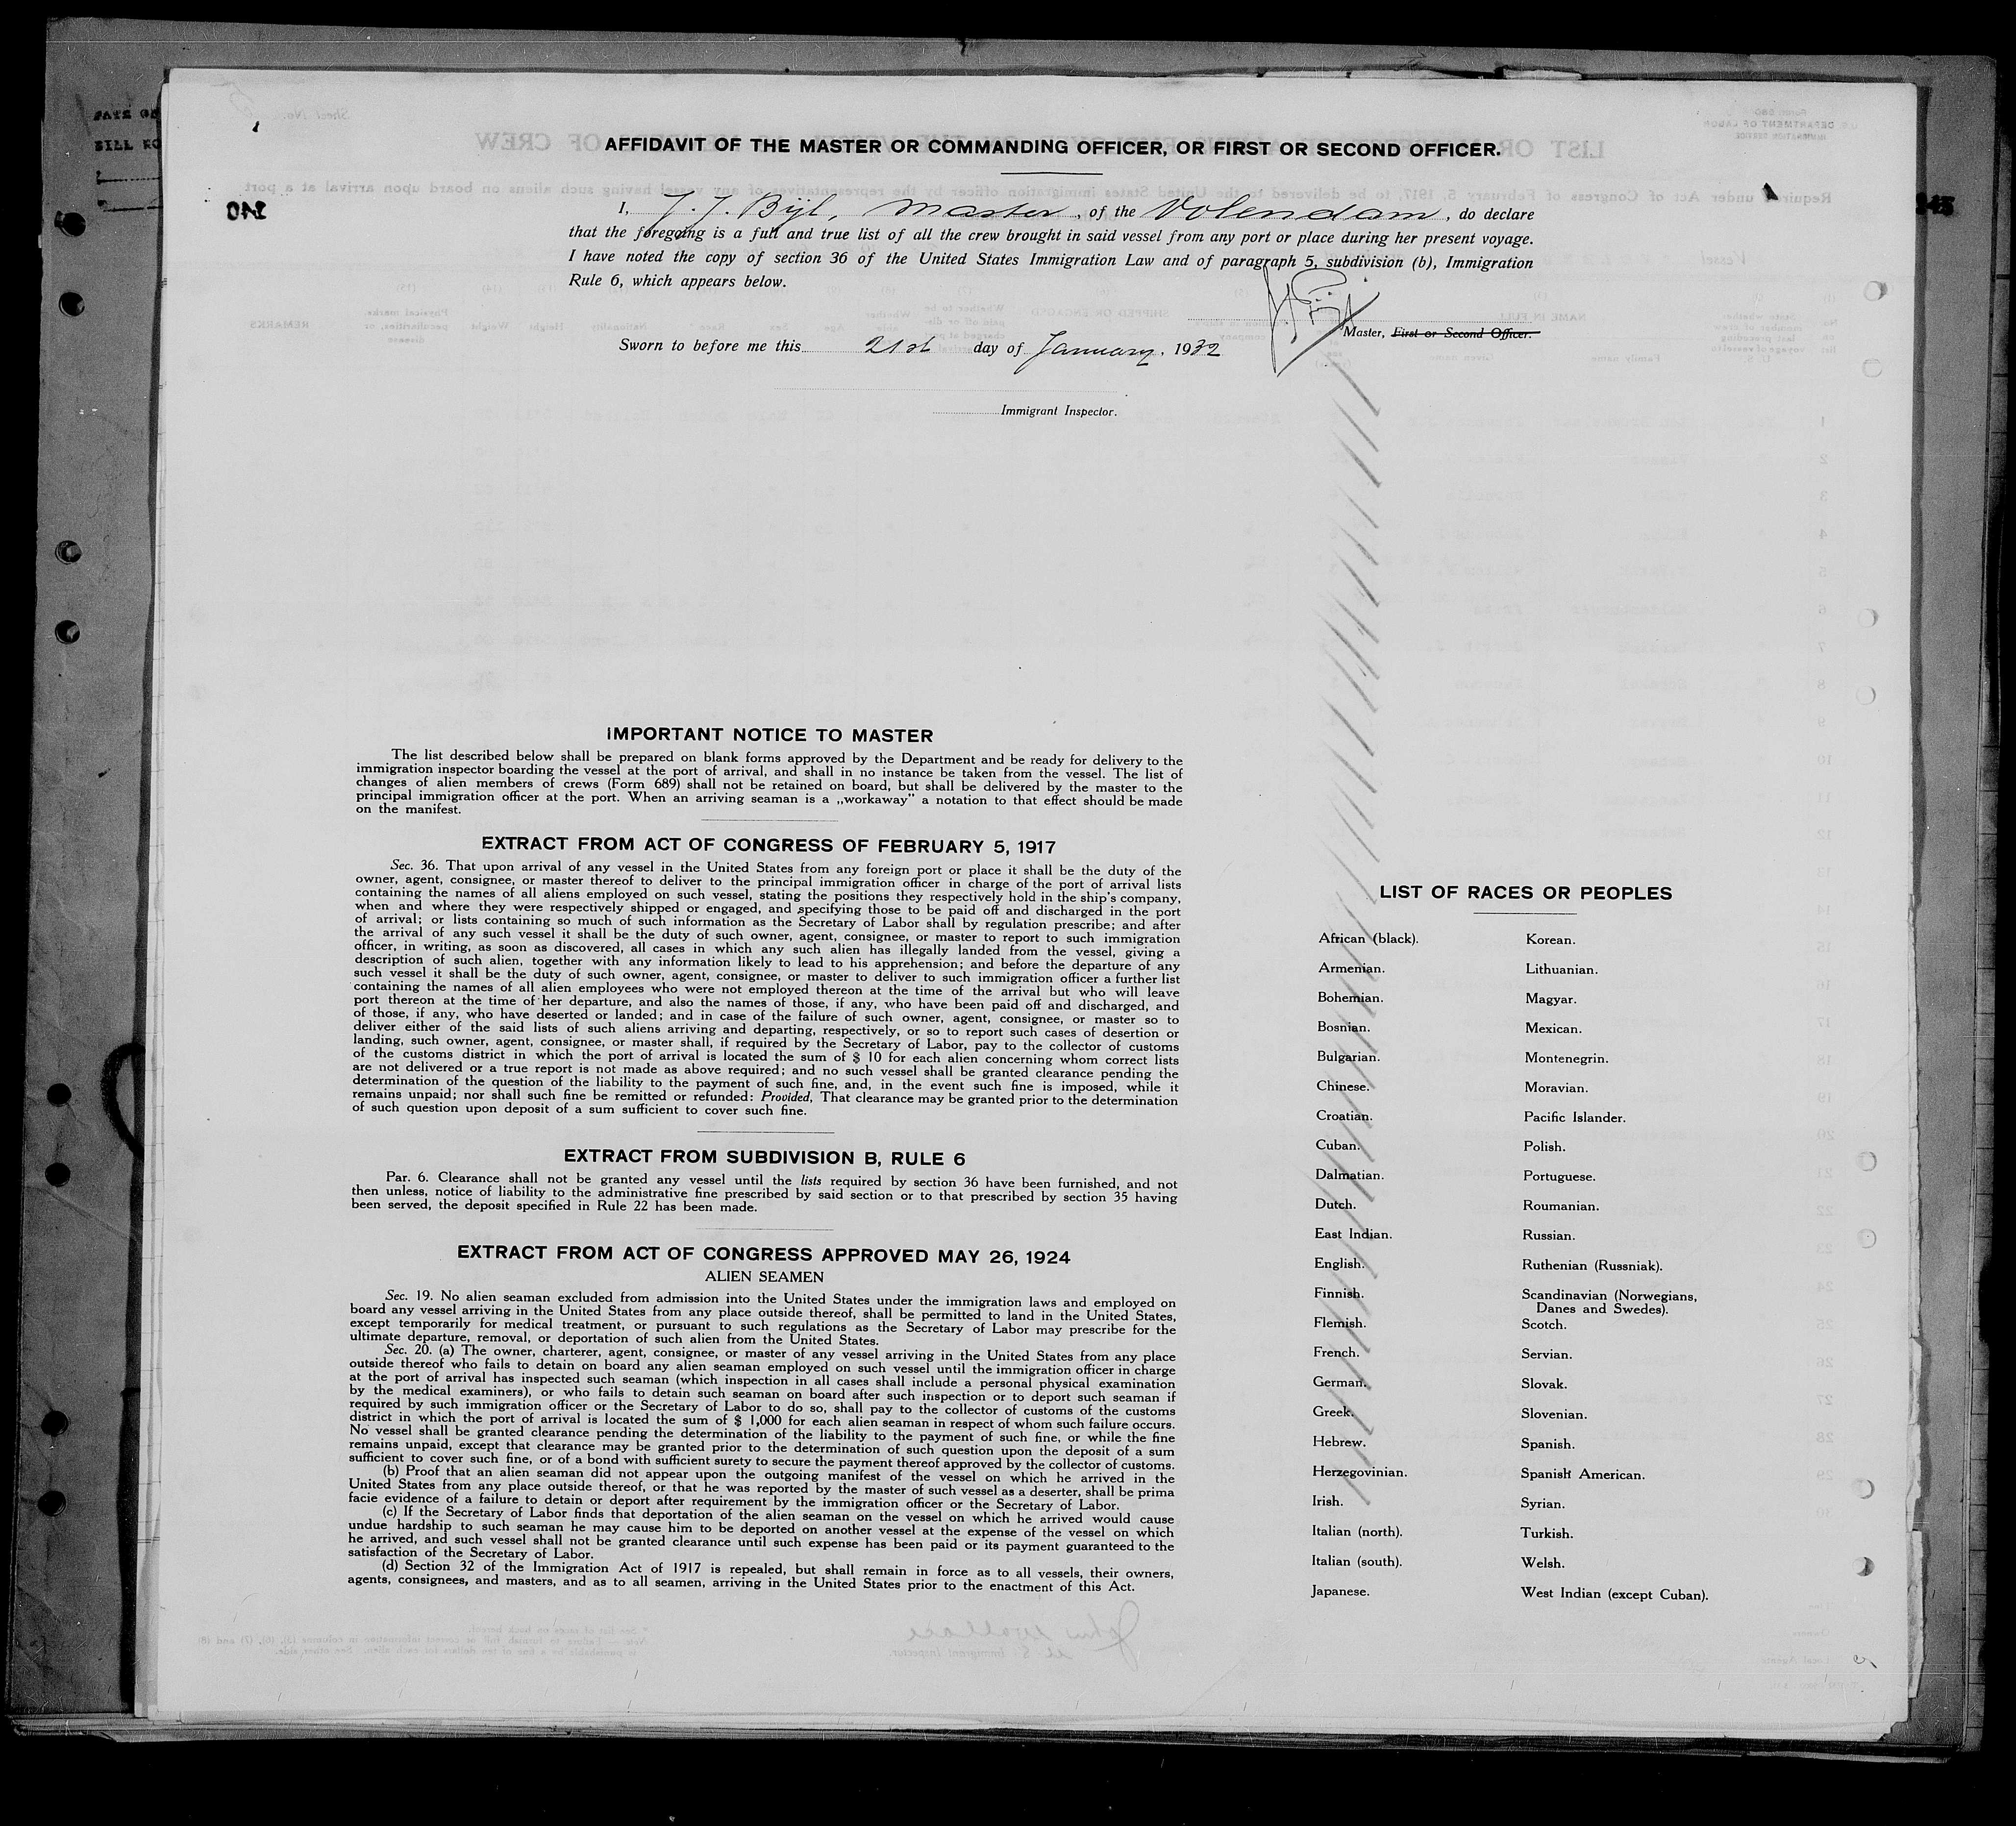 AFFIDAVIT OF THE MASTER OR COMMANDING OFFICER, OR FIRST OR SECOND OFFICER.
I, J. J. Bijl, Master, of the Volendam, do declare
that the foregoing is a full and true list of all the crew brought in said vessel from any port or place during her present voyage.
I have noted the copy of section 36 of the United States Immigration Law and of paragraph 5, subdivision (b), Immigration
Rule 6, which appears below.
Master, First or Second Officer.
Sworn to before me this 21st day of January, 1932
Immigrant Inspector.
IMPORTANT NOTICE TO MASTER
The list described below shall be prepared on blank forms approved by the Department and be ready for delivery to the
immigration inspector boarding the vessel at the port of arrival, and shall in no instance be taken from the vessel. The list of
changes of alien members of crews (Form 689) shall not be retained on board, but shall be delivered by the master to the
principal immigration officer at the port. When an arriving seaman is a „workaway" a notation to that effect should be made
on the manifest.
EXTRACT FROM ACT OF CONGRESS OF FEBRUARY 5, 1917
Sec. 36. That upon arrival of any vessel in the United States from any foreign port or place it shall be the duty of the
owner, agent, consignee, or master thereof to deliver to the principal immigration officer in charge of the port of arrival lists
containing the names of all aliens employed on such vessel, stating the positions they respectively hold in the ship's company,
when and where they were respectively shipped or engaged, and specifying those to be paid off and discharged in the port
of arrival; or lists containing so much of such information as the Secretary of Labor shall by regulation prescribe; and after
the arrival of any such vessel it shall be the duty of such owner, agent, consignee, or master to report to such immigration
officer, in writing, as soon as discovered, all cases in which any such alien has illegally landed from the vessel, giving a
description of such alien, together with any information likely to lead to his apprehension; and before the departure of any
such vessel it shall be the duty of such owner, agent, consignee, or master to deliver to such immigration officer a further list
containing the names of all alien employees who were not employed thereon at the time of the arrival but who will leave
port thereon at the time of her departure, and also the names of those, if any, who have been paid off and discharged, and
of those, if any, who have deserted or landed; and in case of the failure of such owner, agent, consignee, or master so to
deliver either of the said lists of such aliens arriving and departing, respectively, or so to report such cases of desertion or
landing, such owner, agent, consignee, or master shall, if required by the Secretary of Labor, pay to the collector of customs
of the customs district in which the port of arrival is located the sum of $ 10 for each alien concerning whom correct lists
are not delivered or a true report is not made as above required; and no such vessel shall be granted clearance pending the
determination of the question of the liability to the payment of such fine, and, in the event such fine is imposed, while it
remains unpaid; nor shall such fine be remitted or refunded: Provided, That clearance may be granted prior to the determination
of such question upon deposit of a sum sufficient to cover such fine.
EXTRACT FROM SUBDIVISION B, RULE 6
Par. 6. Clearance shall not be granted any vessel until the lists required by section 36 have been furnished, and not
then unless, notice of liability to the administrative fine prescribed by said section or to that prescribed by section 35 having
been served, the deposit specified in Rule 22 has been made.
EXTRACT FROM ACT OF CONGRESS APPROVED MAY 26, 1924
ALIEN SEAMEN
Sec. 19. No alien seaman excluded from admission into the United States under the immigration laws and employed on
board any vessel arriving in the United States from any place outside thereof, shall be permitted to land in the United States,
except temporarily for medical treatment, or pursuant to such regulations as the Secretary of Labor may prescribe for the
ultimate departure, removal, or deportation of such alien from the United States.
Sec. 20. (a) The owner, charterer, agent, consignee, or master of any vessel arriving in the United States from any place
outside thereof who fails to detain on board any alien seaman employed on such vessel until the immigration officer in charge
at the port of arrival has inspected such seaman (which inspection in all cases shall include a personal physical examination
by the medical examiners), or who fails to detain such seaman on board after such inspection or to deport such seaman if
required by such immigration officer or the Secretary of Labor to do so, shall pay to the collector of customs of the customs
district in which the port of arrival is located the sum of $ 1,000 for each alien seaman in respect of whom such failure occurs.
No vessel shall be granted clearance pending the determination of the liability to the payment of such fine, or while the fine
remains unpaid, except that clearance may be granted prior to the determination of such question upon the deposit of a sum
sufficient to cover such fine, or of a bond with sufficient surety to secure the payment thereof approved by the collector of customs.
(b) Proof that an alien seaman did not appear upon the outgoing manifest of the vessel on which he arrived in the
United States from any place outside thereof, or that he was reported by the master of such vessel as a deserter, shall be prima
facie evidence of a failure to detain or deport after requirement by the immigration officer or the Secretary of Labor.
(c) If the Secretary of Labor finds that deportation of the alien seaman on the vessel on which he arrived would cause
undue hardship to such seaman he may cause him to be deported on another vessel at the expense of the vessel on which
he arrived, and such vessel shall not be granted clearance until such expense has been paid or its payment guaranteed to the
satisfaction of the Secretary of Labor.
(d) Section 32 of the Immigration Act of 1917 is repealed, but shall remain in force as to all vessels, their owners,
agents, consignees, and masters, and as to all seamen, arriving in the United States prior to the enactment of this Act.
LIST OF RACES OR PEOPLES
African (black).
Armenian.
Bohemian.
Bosnian.
Bulgarian.
Chinese.
Croatian.
Cuban.
Dalmatian.
Dutch.
East Indian.
English.
Finnish.
Flemish.
French.
German.
Greek.
Hebrew.
Herzegovinian.
Irish.
Italian (north).
Italian (south).
Japanese.
Korean.
Lithuanian.
Magyar.
Mexican.
Montenegrin.
Moravian.
Pacific Islander.
Polish.
Portuguese.
Roumanian.
Russian.
Ruthenian (Russniak).
Scandinavian (Norwegians,
Danes and Swedes).
Scotch.
Servian.
Slovak.
Slovenian.
Spanish.
Spanish American.
Syrian.
Turkish.
Welsh.
West Indian (except Cuban).